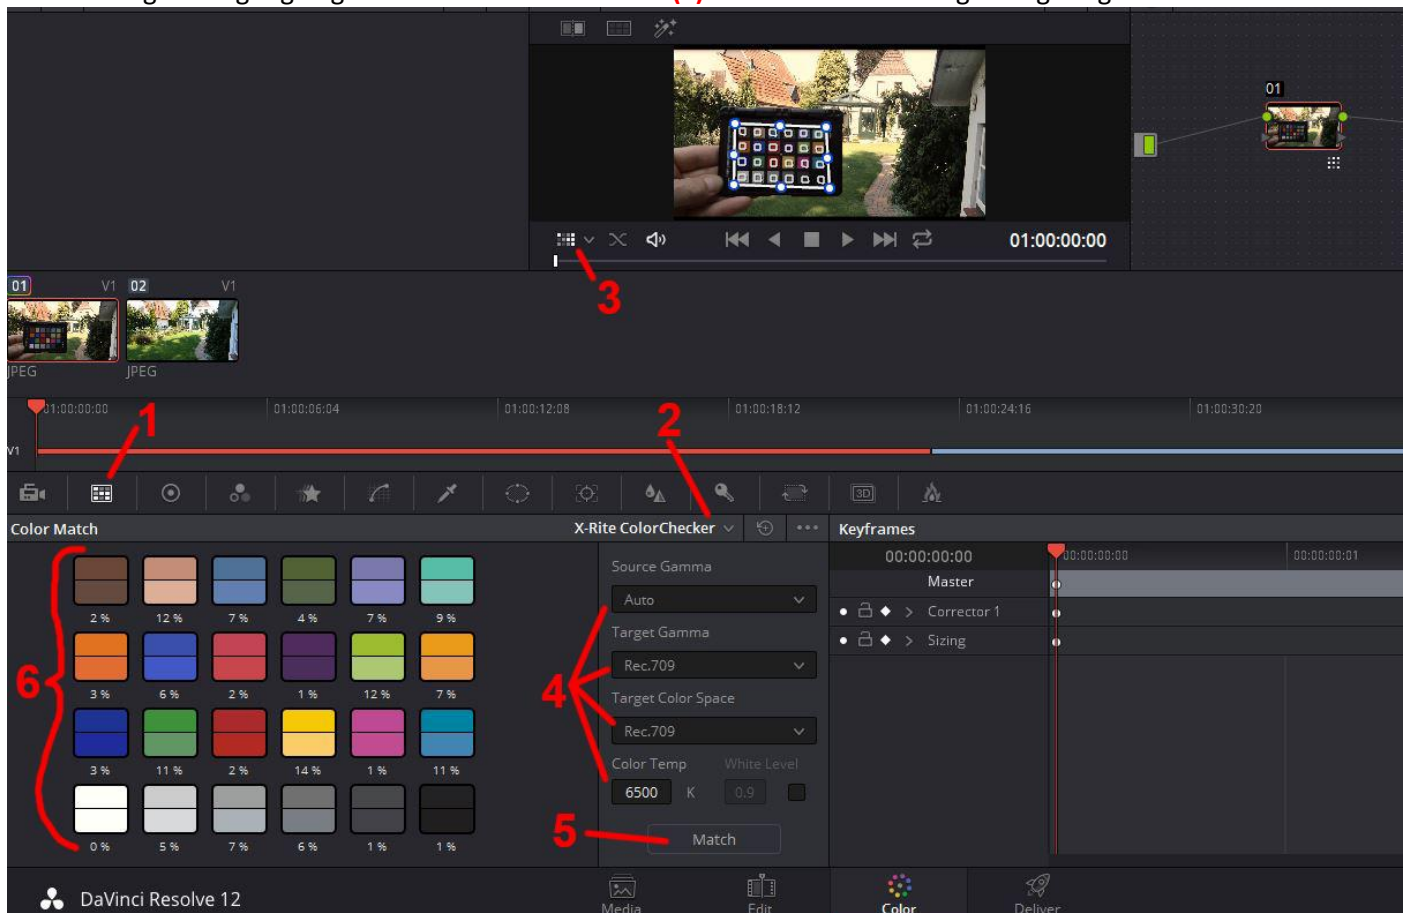 (
01
01:00:00:00
3
01 V1 02 V1
JPEG JPEG
01:00:00:00 01:00:06:04 01:00:12:08 01:00:18:12 01:00:24:16 01:00:30:20
1 2
V1
3D
Color Match X-Rite ColorChecker Keyframes
Source Gamma 00:00:00:00 00:00:00:00 00:00:00:01
Master
Auto
2 % 12 % 7 % 4 % 7 % 9 % Corrector 1
Target Gamma
Sizing
Rec.709
6 3 % 6 % 2 % 1 % 12 % 7 % 4
Target Color Space
Rec.709
3 % 11 % 2 % 14 % 1 % 11 % Color Temp White Level
6500 K 0.9
5 Match
0 % 5 % 7 % 6 % 1 % 1 %
DaVinci Resolve 12
Media Edit Color Deliver